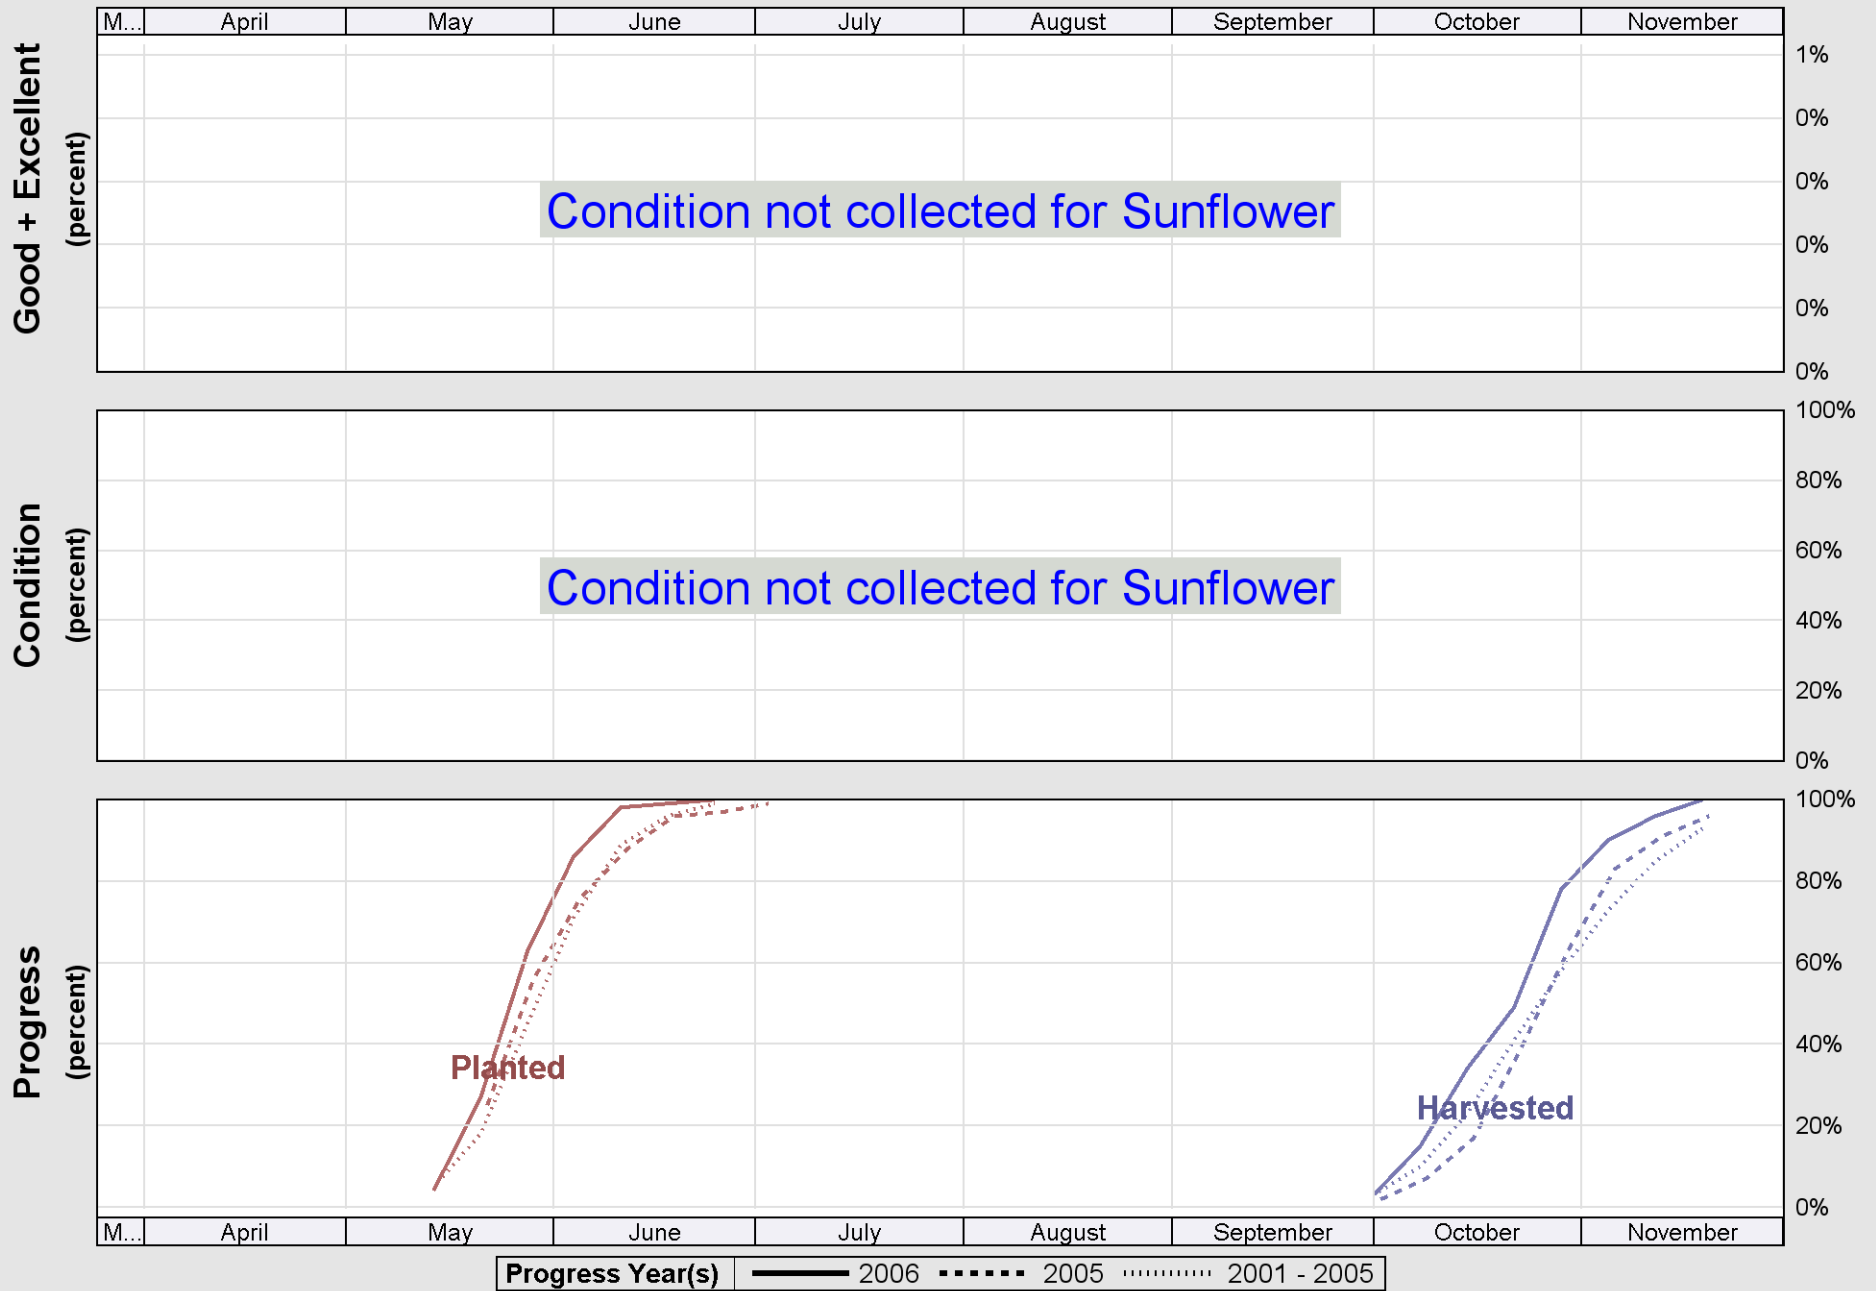 M... April May June July August September October November
Good + Excellent
(percent)
1%
0%
0%
0%
0%
0%
Condition not collected for Sunflower
Condition
(percent)
100%
80%
60%
40%
20%
0%
Condition not collected for Sunflower
Progress
(percent)
100%
80%
60%
40%
20%
0%
Planted
Harvested
M... April May June July August September October November
Progress Year(s) 2006 2005 2001 - 2005